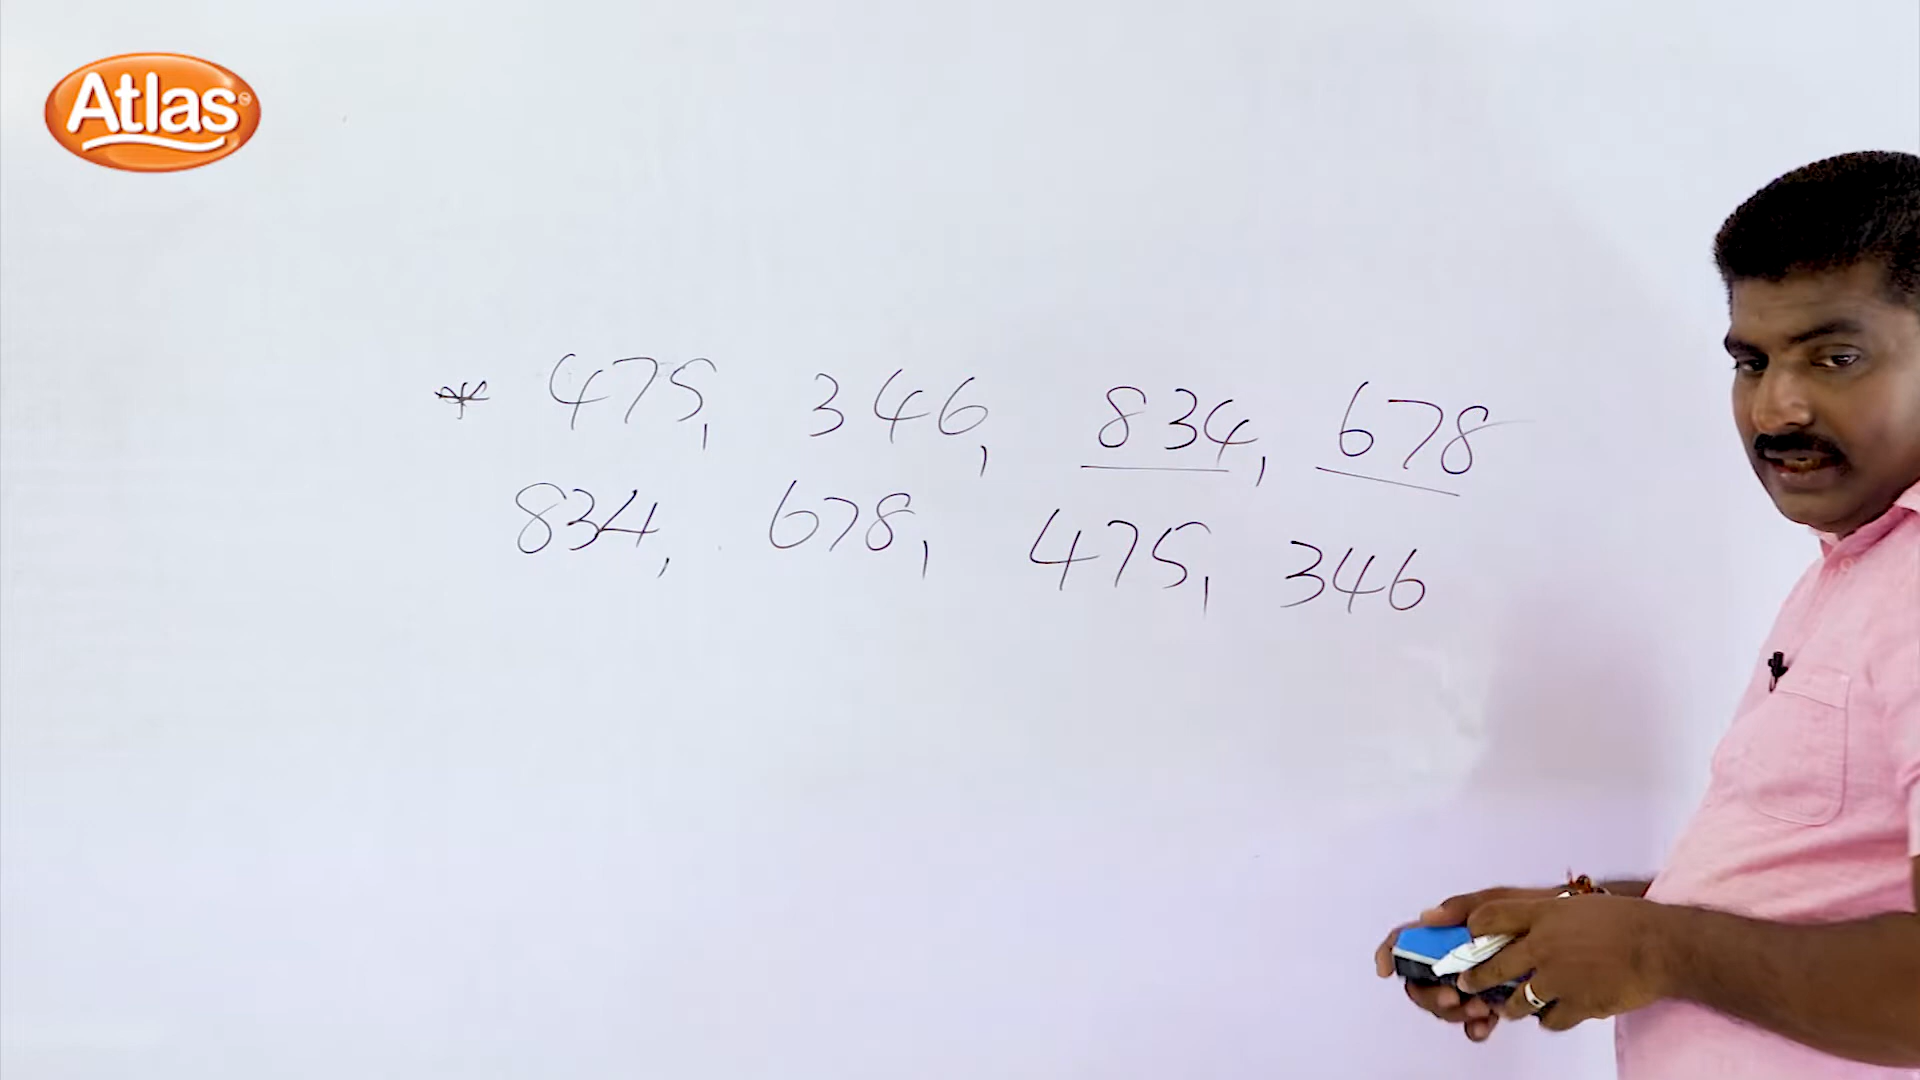 Atlas
* 475, 346, 834, 678
834, 678, 475, 346